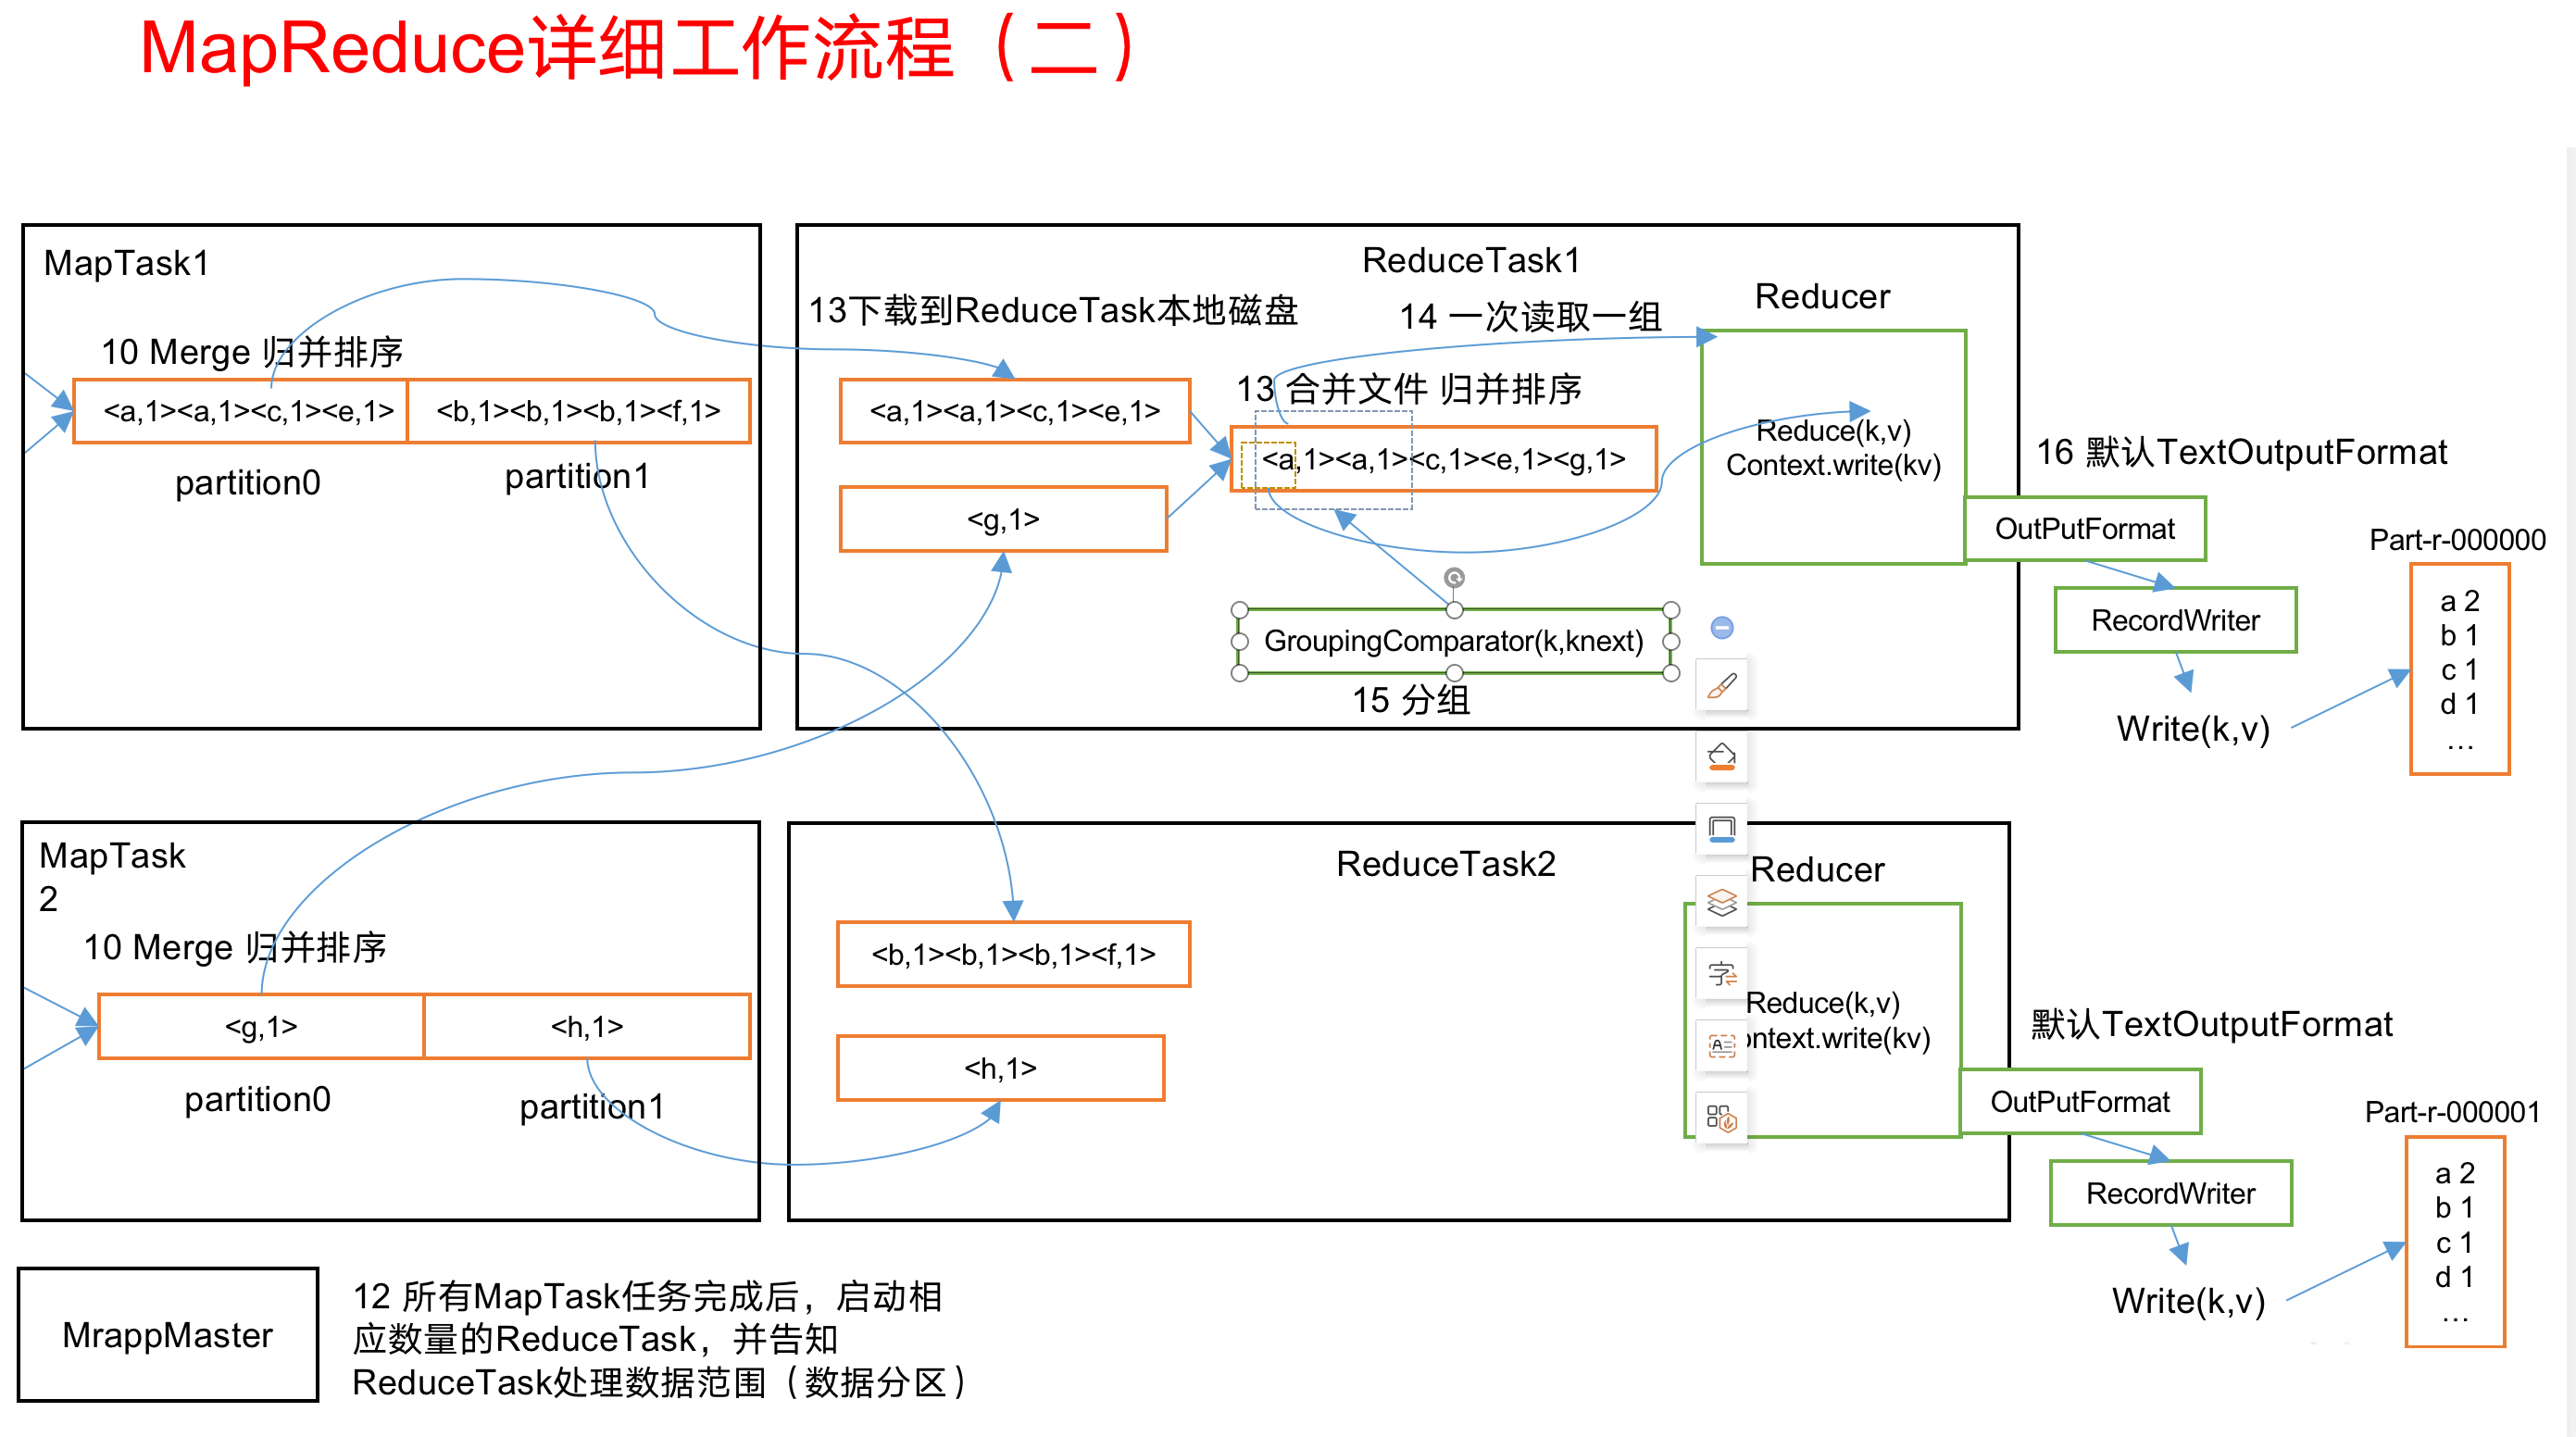 MapReduce详细工作流程（二）
MapTask1
10 Merge 归并排序
<a,1><a,1><c,1><e,1>
<b,1><b,1><b,1><f,1>
partition0
partition1
ReduceTask1
13下载到ReduceTask本地磁盘
14 一次读取一组
Reducer
<a,1><a,1><c,1><e,1>
13 合并文件 归并排序
<a,1><a,1><c,1><e,1><g,1>
<g,1>
Reduce(k,v)
Context.write(kv)
GroupingComparator(k,knext)
15 分组
16 默认TextOutputFormat
OutPutFormat
RecordWriter
Write(k,v)
Part-r-000000
a 2
b 1
c 1
d 1
…
MapTask
2
10 Merge 归并排序
<g,1>
<h,1>
partition0
partition1
ReduceTask2
Reducer
<b,1><b,1><b,1><f,1>
<h,1>
Reduce(k,v)
ontext.write(kv)
默认TextOutputFormat
OutPutFormat
RecordWriter
Write(k,v)
Part-r-000001
a 2
b 1
c 1
d 1
…
MrappMaster
12 所有MapTask任务完成后，启动相
应数量的ReduceTask，并告知
ReduceTask处理数据范围（数据分区）